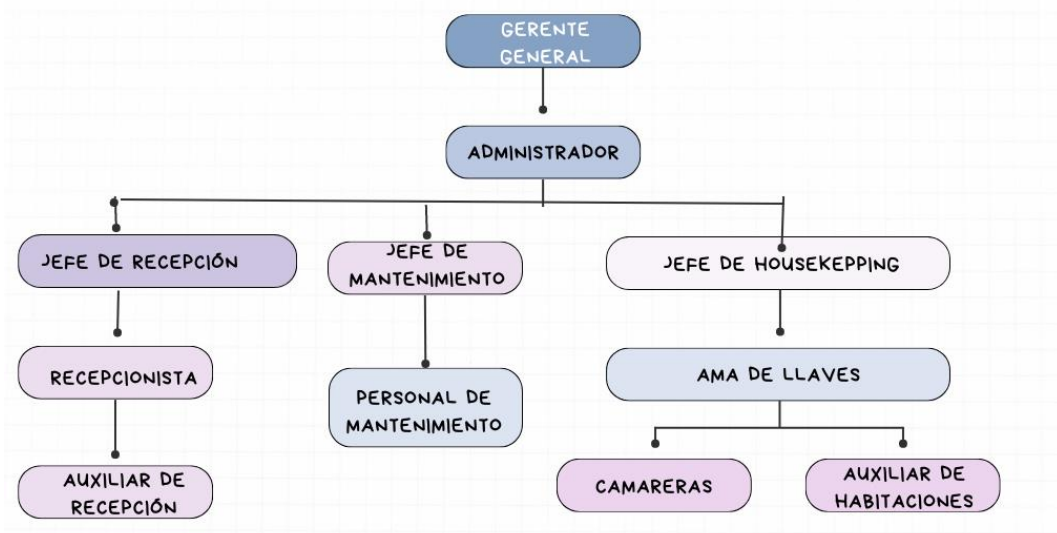 GERENTE
GENERAL
ADMINISTRADOR
JEFE DE RECEPCIÓN
JEFE DE
MANTENIMIENTO
JEFE DE HOUSEKEPPING
RECEPCIONISTA
PERSONAL DE
MANTENIMIENTO
AMA DE LLAVES
AUXILIAR DE
RECEPCIÓN
CAMARERAS
AUXILIAR DE
HABITACIONES